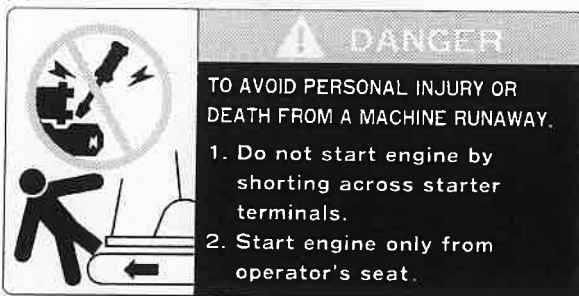 DANGER
TO AVOID PERSONAL INJURY OR
DEATH FROM A MACHINE RUNAWAY.
1. Do not start engine by
shorting across starter
terminals.
2. Start engine only from
operator's seat.